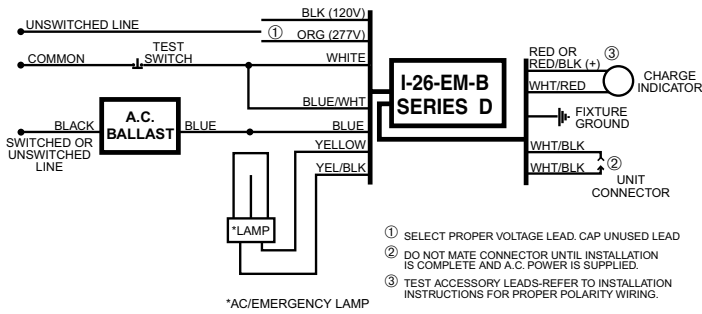 UNSWITCHED LINE
BLK (120V)
① ORG (277V)
COMMON
TEST
SWITCH
WHITE
BLUE/WHT
BLACK
A.C.
BALLAST
BLUE
BLUE
SWITCHED OR
UNSWITCHED
LINE
YELLOW
YEL/BLK
*LAMP
*AC/EMERGENCY LAMP
I-26-EM-B
SERIES D
RED OR
RED/BLK (+)
③
WHT/RED
CHARGE
INDICATOR
FIXTURE
GROUND
WHT/BLK
②
WHT/BLK
UNIT
CONNECTOR
① SELECT PROPER VOLTAGE LEAD. CAP UNUSED LEAD
② DO NOT MATE CONNECTOR UNTIL INSTALLATION
IS COMPLETE AND A.C. POWER IS SUPPLIED.
③ TEST ACCESSORY LEADS-REFER TO INSTALLATION
INSTRUCTIONS FOR PROPER POLARITY WIRING.